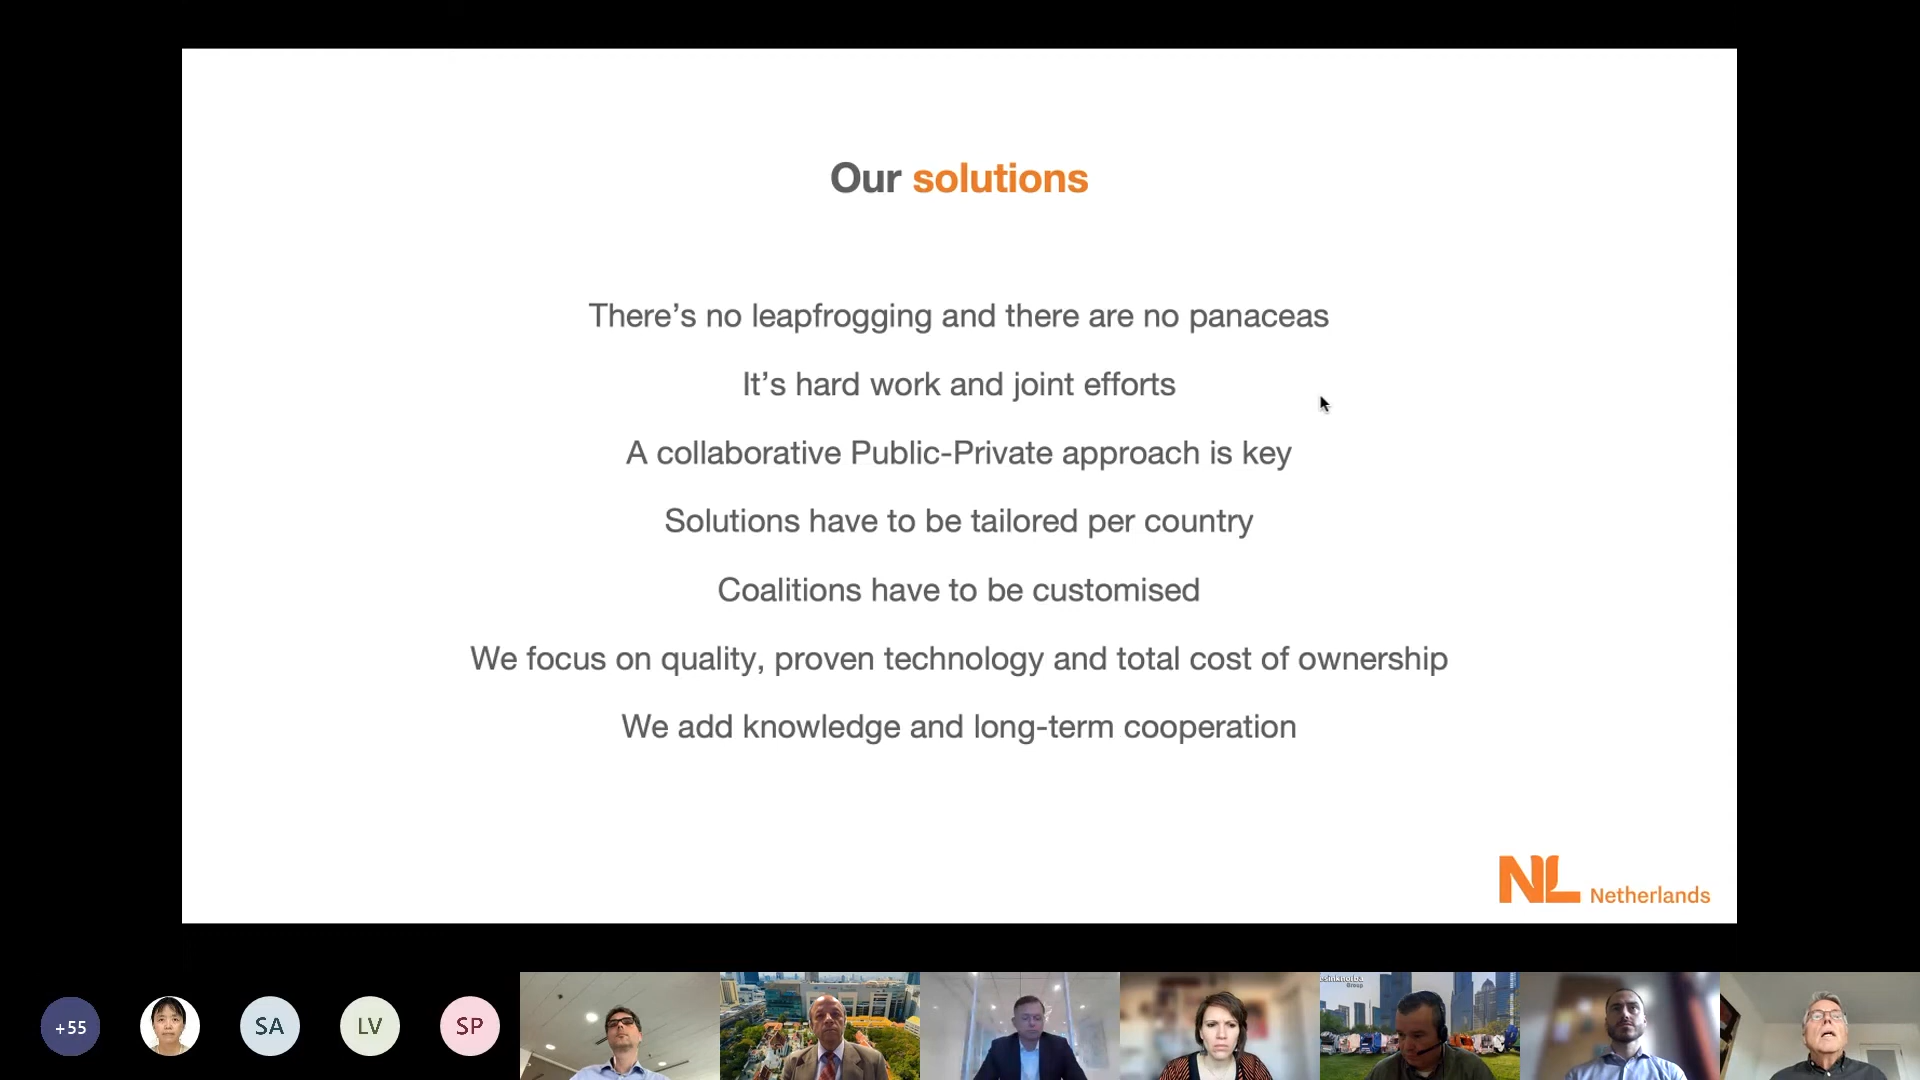 Our solutions
There's no leapfrogging and there are no panaceas
It's hard work and joint efforts
A collaborative Public-Private approach is key
Solutions have to be tailored per country
Coalitions have to be customised
We focus on quality, proven technology and total cost of ownership
We add knowledge and long-term cooperation
NL Netherlands
+55
SA
LV
SP
Group